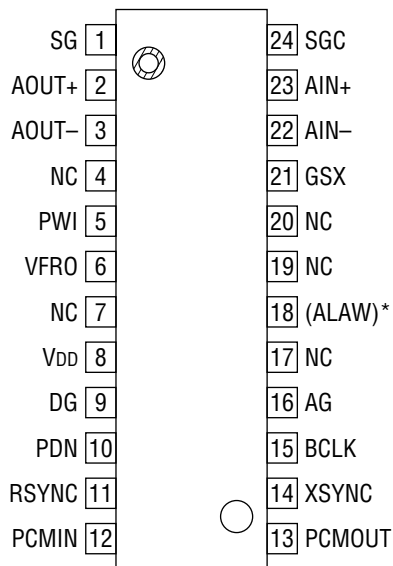 SG 1 24 SGC
AOUT+ 2 23 AIN+
AOUT– 3 22 AIN–
NC 4 21 GSX
PWI 5 20 NC
VFRO 6 19 NC
NC 7 18 (ALAW)*
VDD 8 17 NC
DG 9 16 AG
PDN 10 15 BCLK
RSYNC 11 14 XSYNC
PCMIN 12 13 PCMOUT